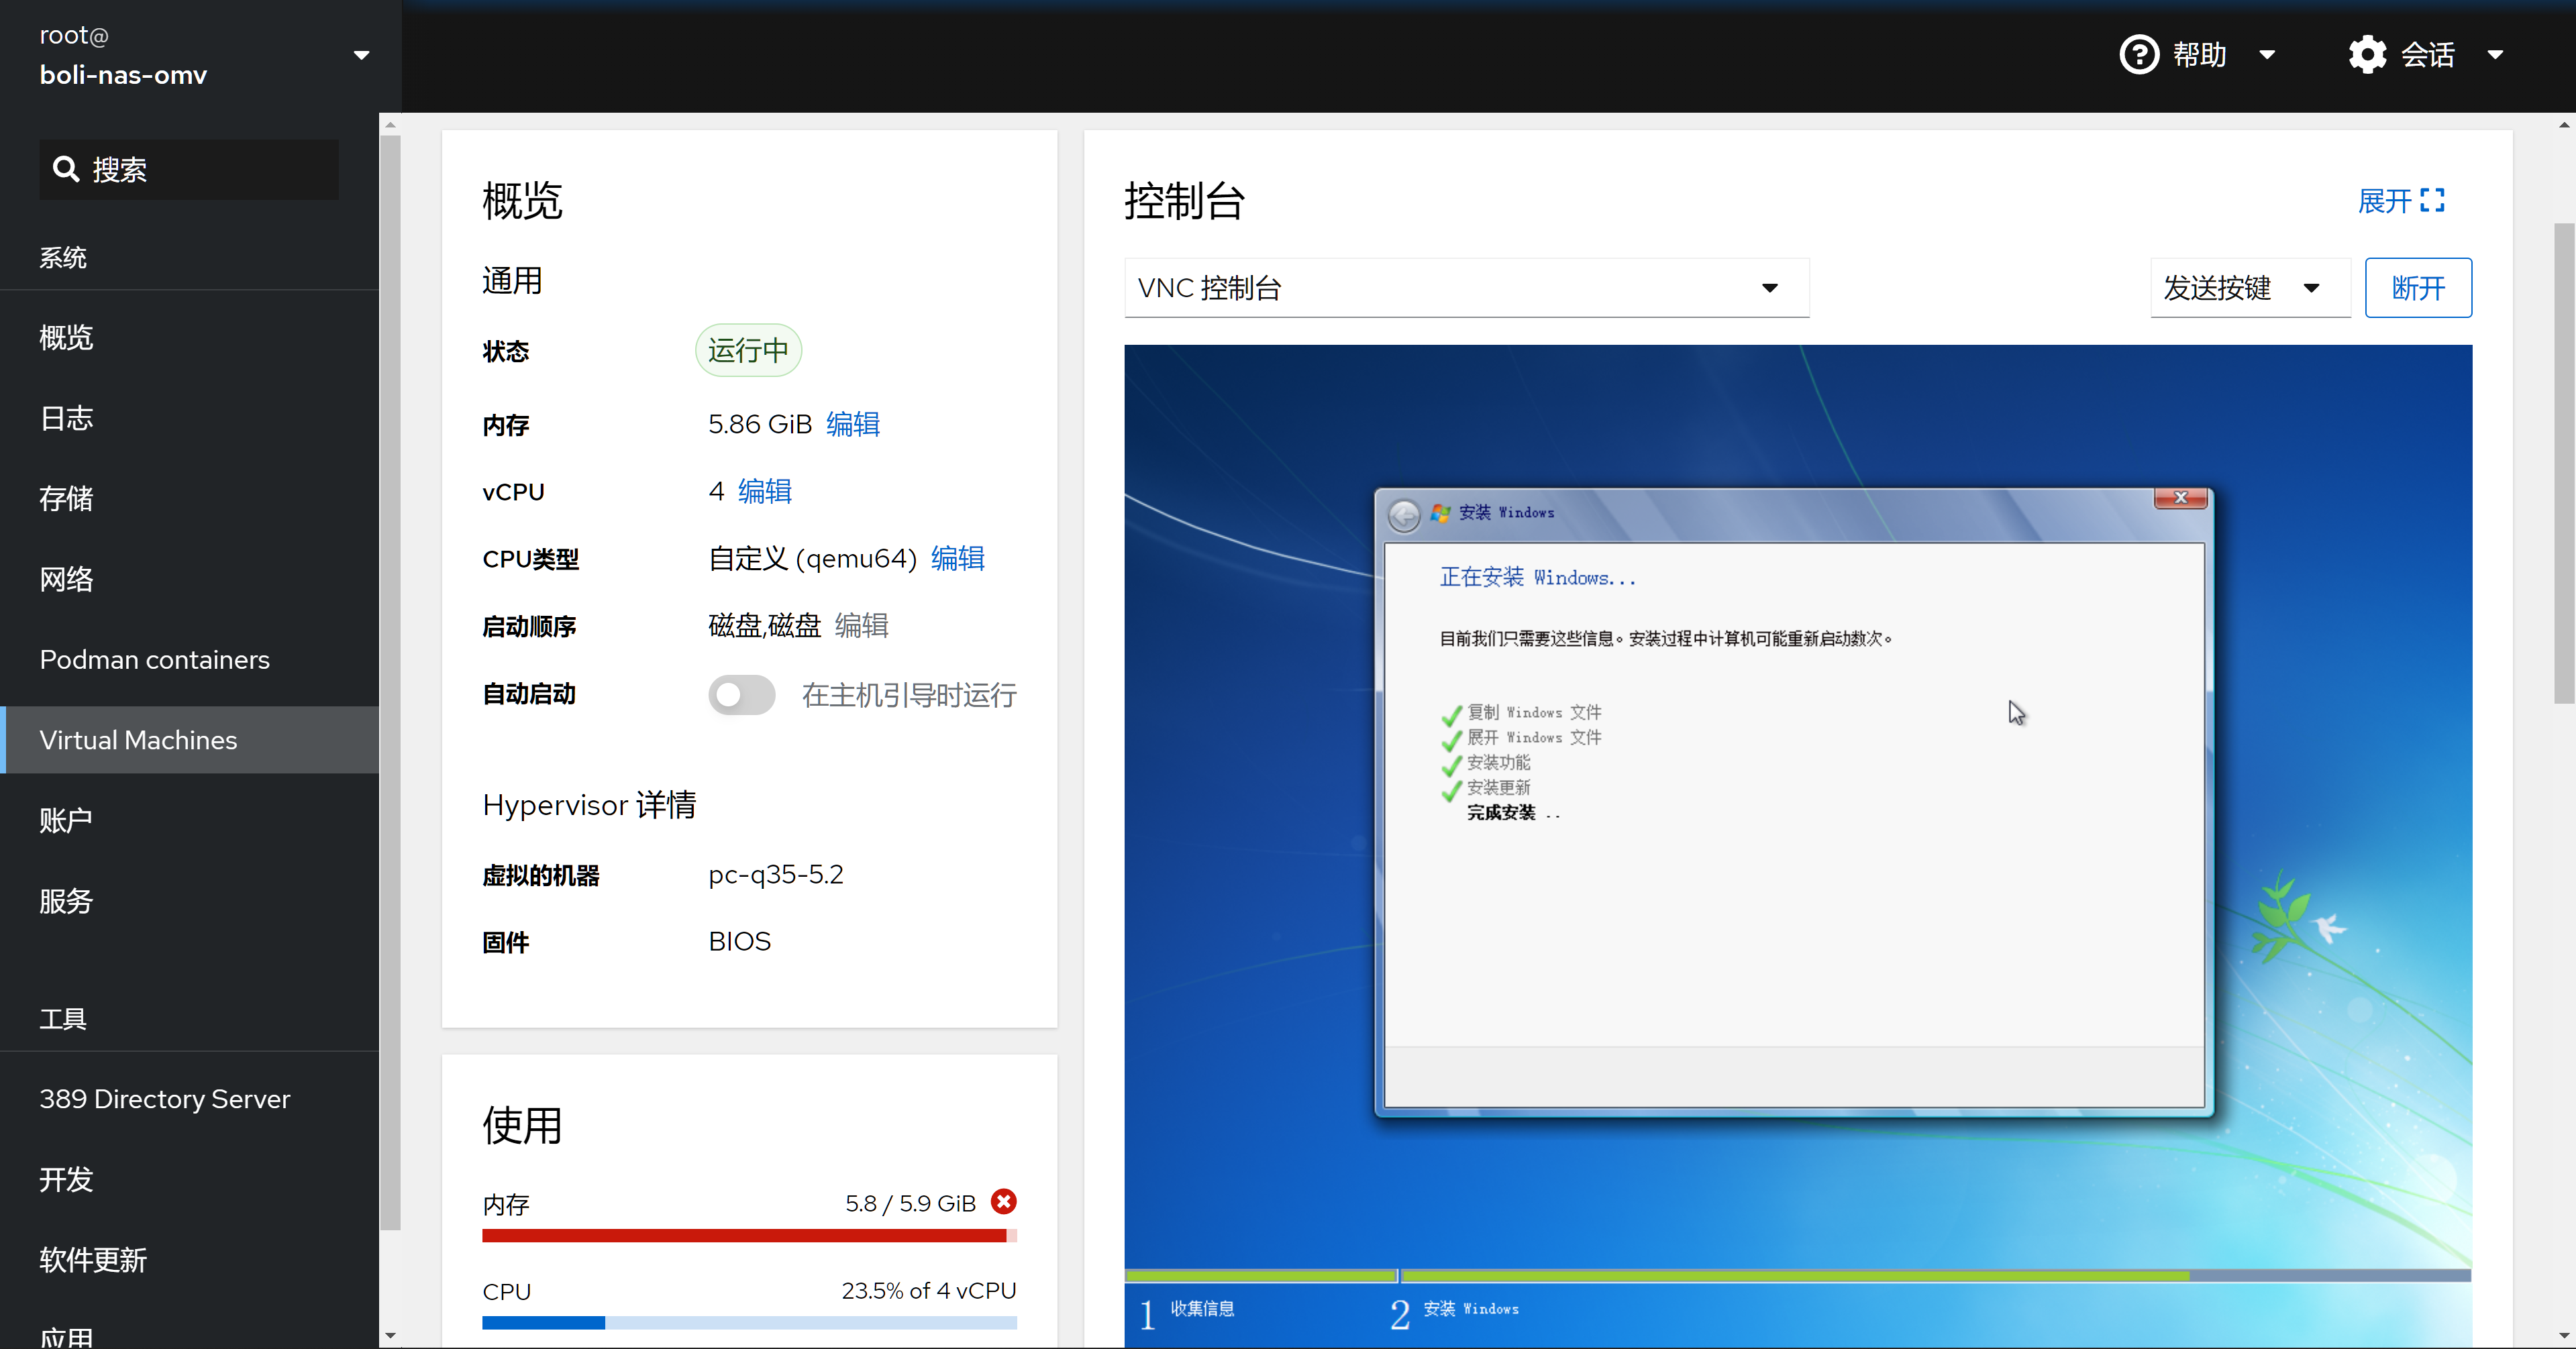 root@
boli-nas-omv
帮助
会话
搜索
系统
概览
日志
存储
网络
Podman containers
Virtual Machines
账户
服务
工具
389 Directory Server
开发
软件更新
应用
概览
通用
状态 运行中
内存 5.86 GiB 编辑
vCPU 4 编辑
CPU类型 自定义 (qemu64) 编辑
启动顺序 磁盘,磁盘 编辑
自动启动 在主机引导时运行
Hypervisor 详情
虚拟的机器 pc-q35-5.2
固件 BIOS
使用
内存 5.8 / 5.9 GiB
CPU 23.5% of 4 vCPU
控制台 展开
VNC 控制台 发送按键 断开
安装 Windows
正在安装 Windows...
目前我们只需要这些信息。安装过程中计算机可能重新启动数次。
复制 Windows 文件
展开 Windows 文件
安装功能
安装更新
完成安装 ..
1 收集信息 2 安装 Windows